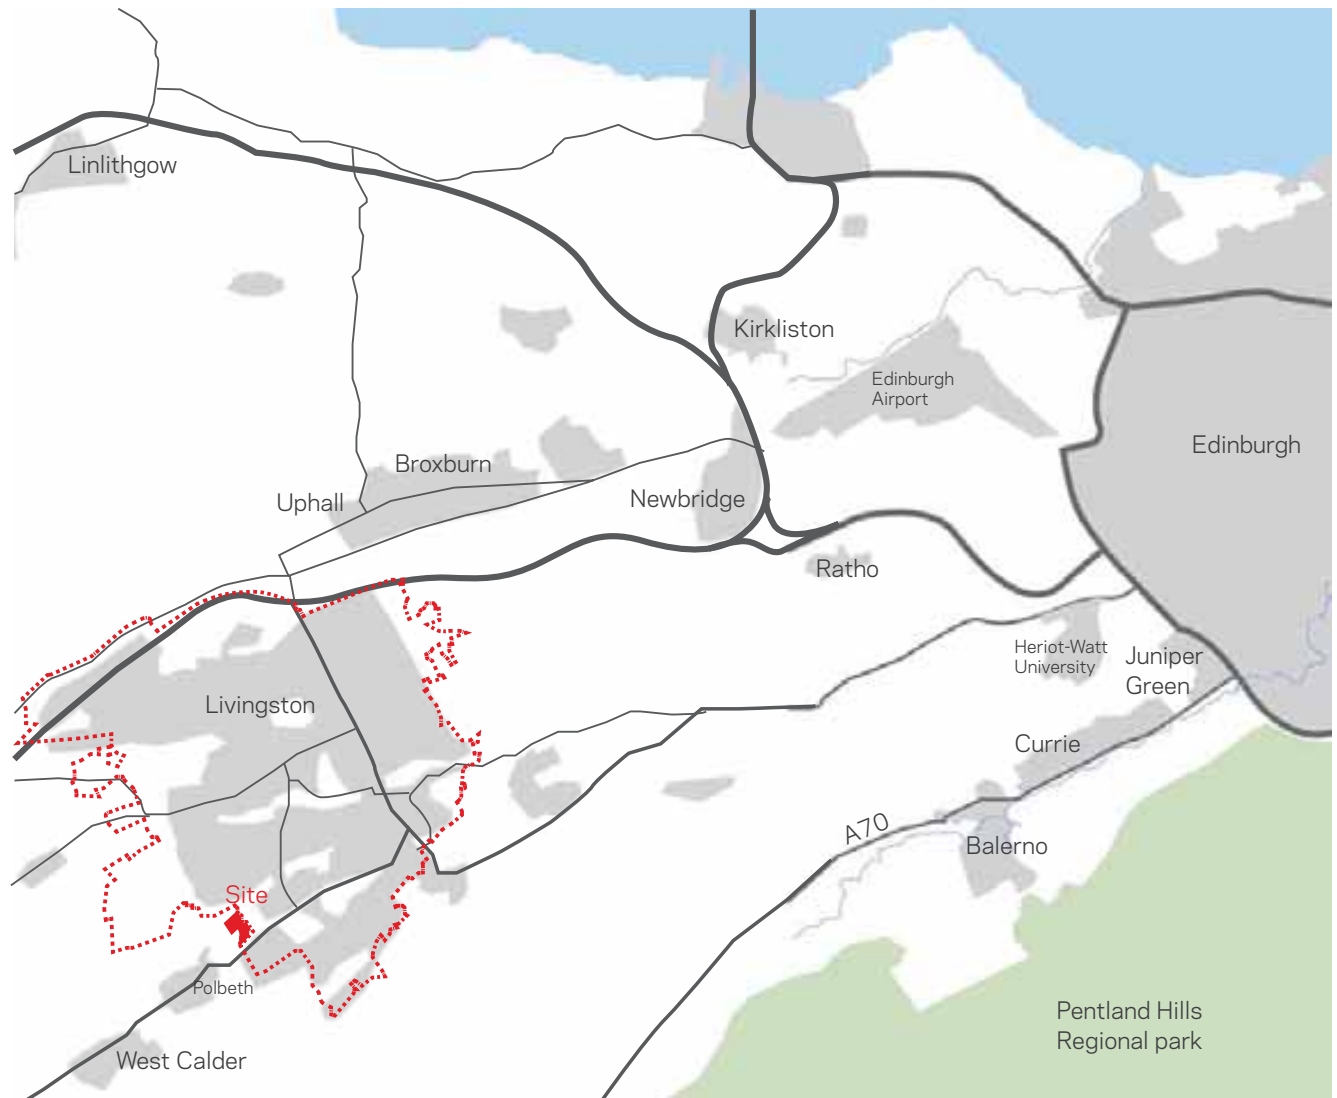 Linlithgow
Kirkliston
Edinburgh
Airport
Edinburgh
Broxburn
Uphall
Newbridge
Ratho
Heriot-Watt
University
Juniper
Green
Livingston
Currie
A70
Balerno
Site
Polbeth
Pentland Hills
Regional park
West Calder